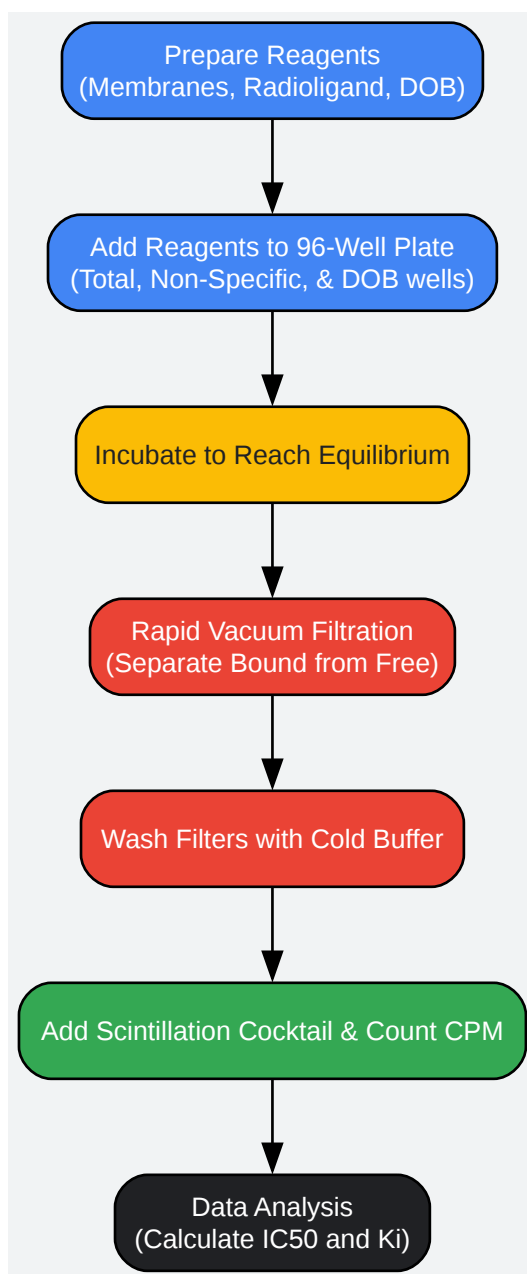 Prepare Reagents
(Membranes, Radioligand, DOB)
Add Reagents to 96-Well Plate
(Total, Non-Specific, & DOB wells)
Incubate to Reach Equilibrium
Rapid Vacuum Filtration
(Separate Bound from Free)
Wash Filters with Cold Buffer
Add Scintillation Cocktail & Count CPM
Data Analysis
(Calculate IC50 and Ki)